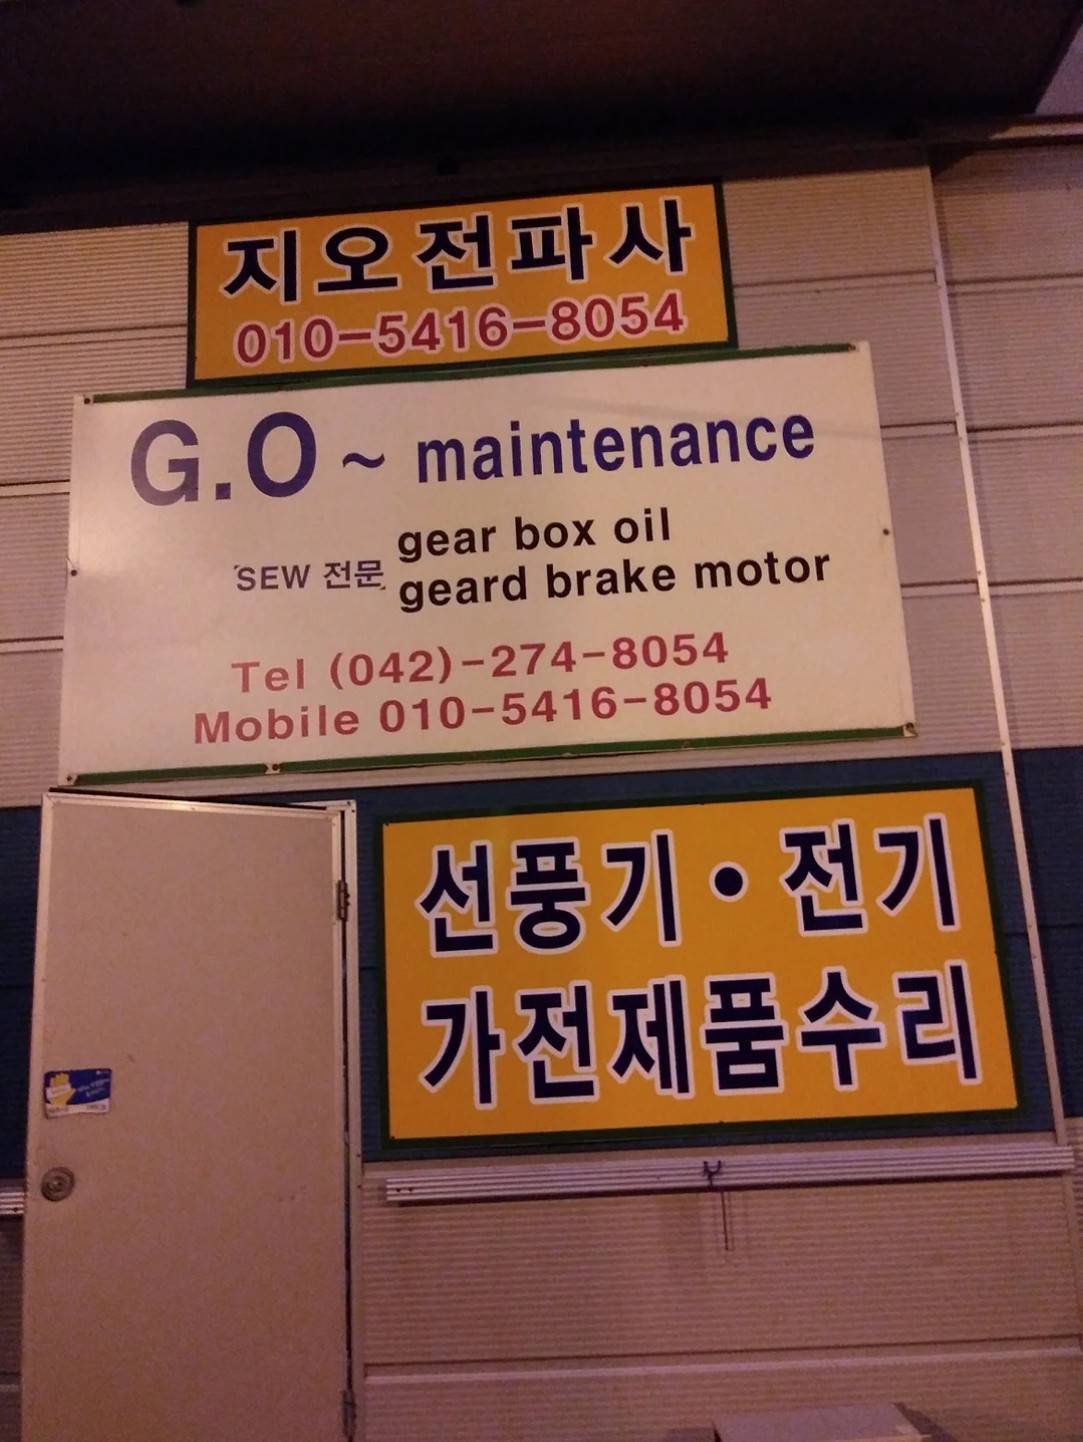 지오전파사
010-5416-8054
G.O ~ maintenance
gear box oil
SEW 전문
geard brake motor
Tel (042)-274-8054
Mobile 010-5416-8054
선풍기 • 전기
가전제품수리